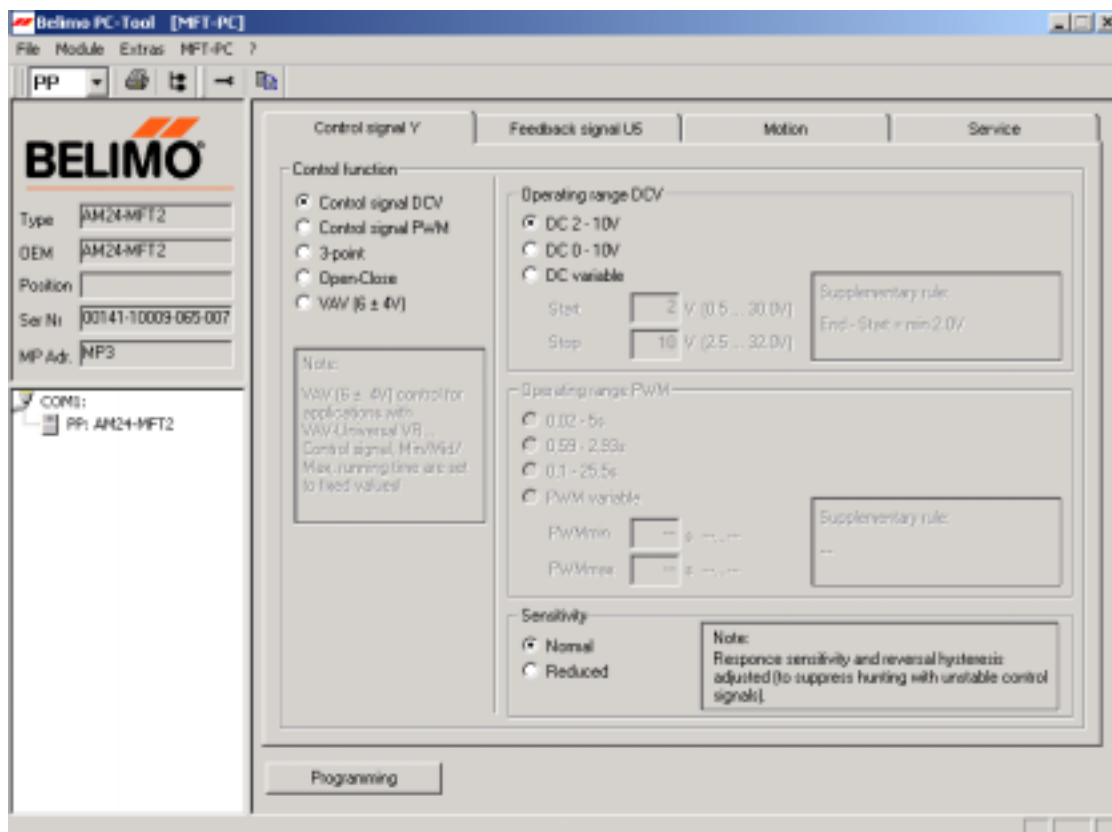 Belimo PC-Tool [MFT-PC]
File Module Extras MFT-PC ?
PP
BELIMO
Type AM24-MFT2
OEM AM24-MFT2
Position
Ser Nr 00141-10009-065-007
MP Adr. MP3
COM1:
PP: AM24-MFT2
Control signal Y
Feedback signal U5
Motion
Service
Control function
Control signal DCV
Control signal PWM
3-point
Open-Close
VAV (6 ± 4V)
Note:
VAV (6 ± 4V) control for
applications with
VAV-Universal VR...
Control signal, Min/Mid/
Max, running time are set
to fixed values!
Operating range DCV
DC 2 - 10V
DC 0 - 10V
DC variable
Start 2 V (0.5 ... 30.0V)
Stop 10 V (2.5 ... 32.0V)
Supplementary rule:
End - Start = min 2.0V
Operating range PWM
0.02 - 5s
0.59 - 2.93s
0.1 - 25.5s
PWM variable
PWMmin -- s --...--
PWMmax -- s --...--
Supplementary rule:
--
Sensitivity
Normal
Reduced
Note:
Responce sensitivity and reversal hysteresis
adjusted (to suppress hunting with unstable control
signals).
Programming